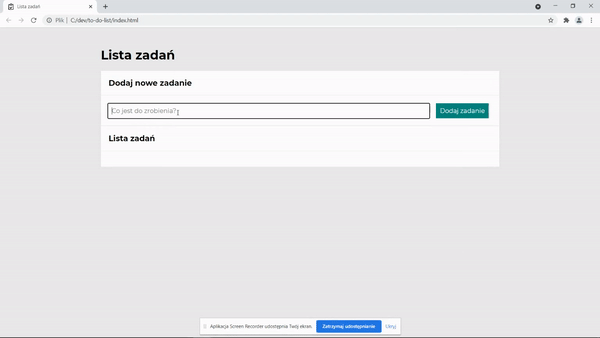 Lista zadań
Plik | C:/dev/to-do-list/index.html
Lista zadań
Dodaj nowe zadanie
Co jest do zrobienia?
Dodaj zadanie
Lista zadań
Aplikacja Screen Recorder udostępnia Twój ekran.
Zatrzymaj udostępnianie
Ukryj